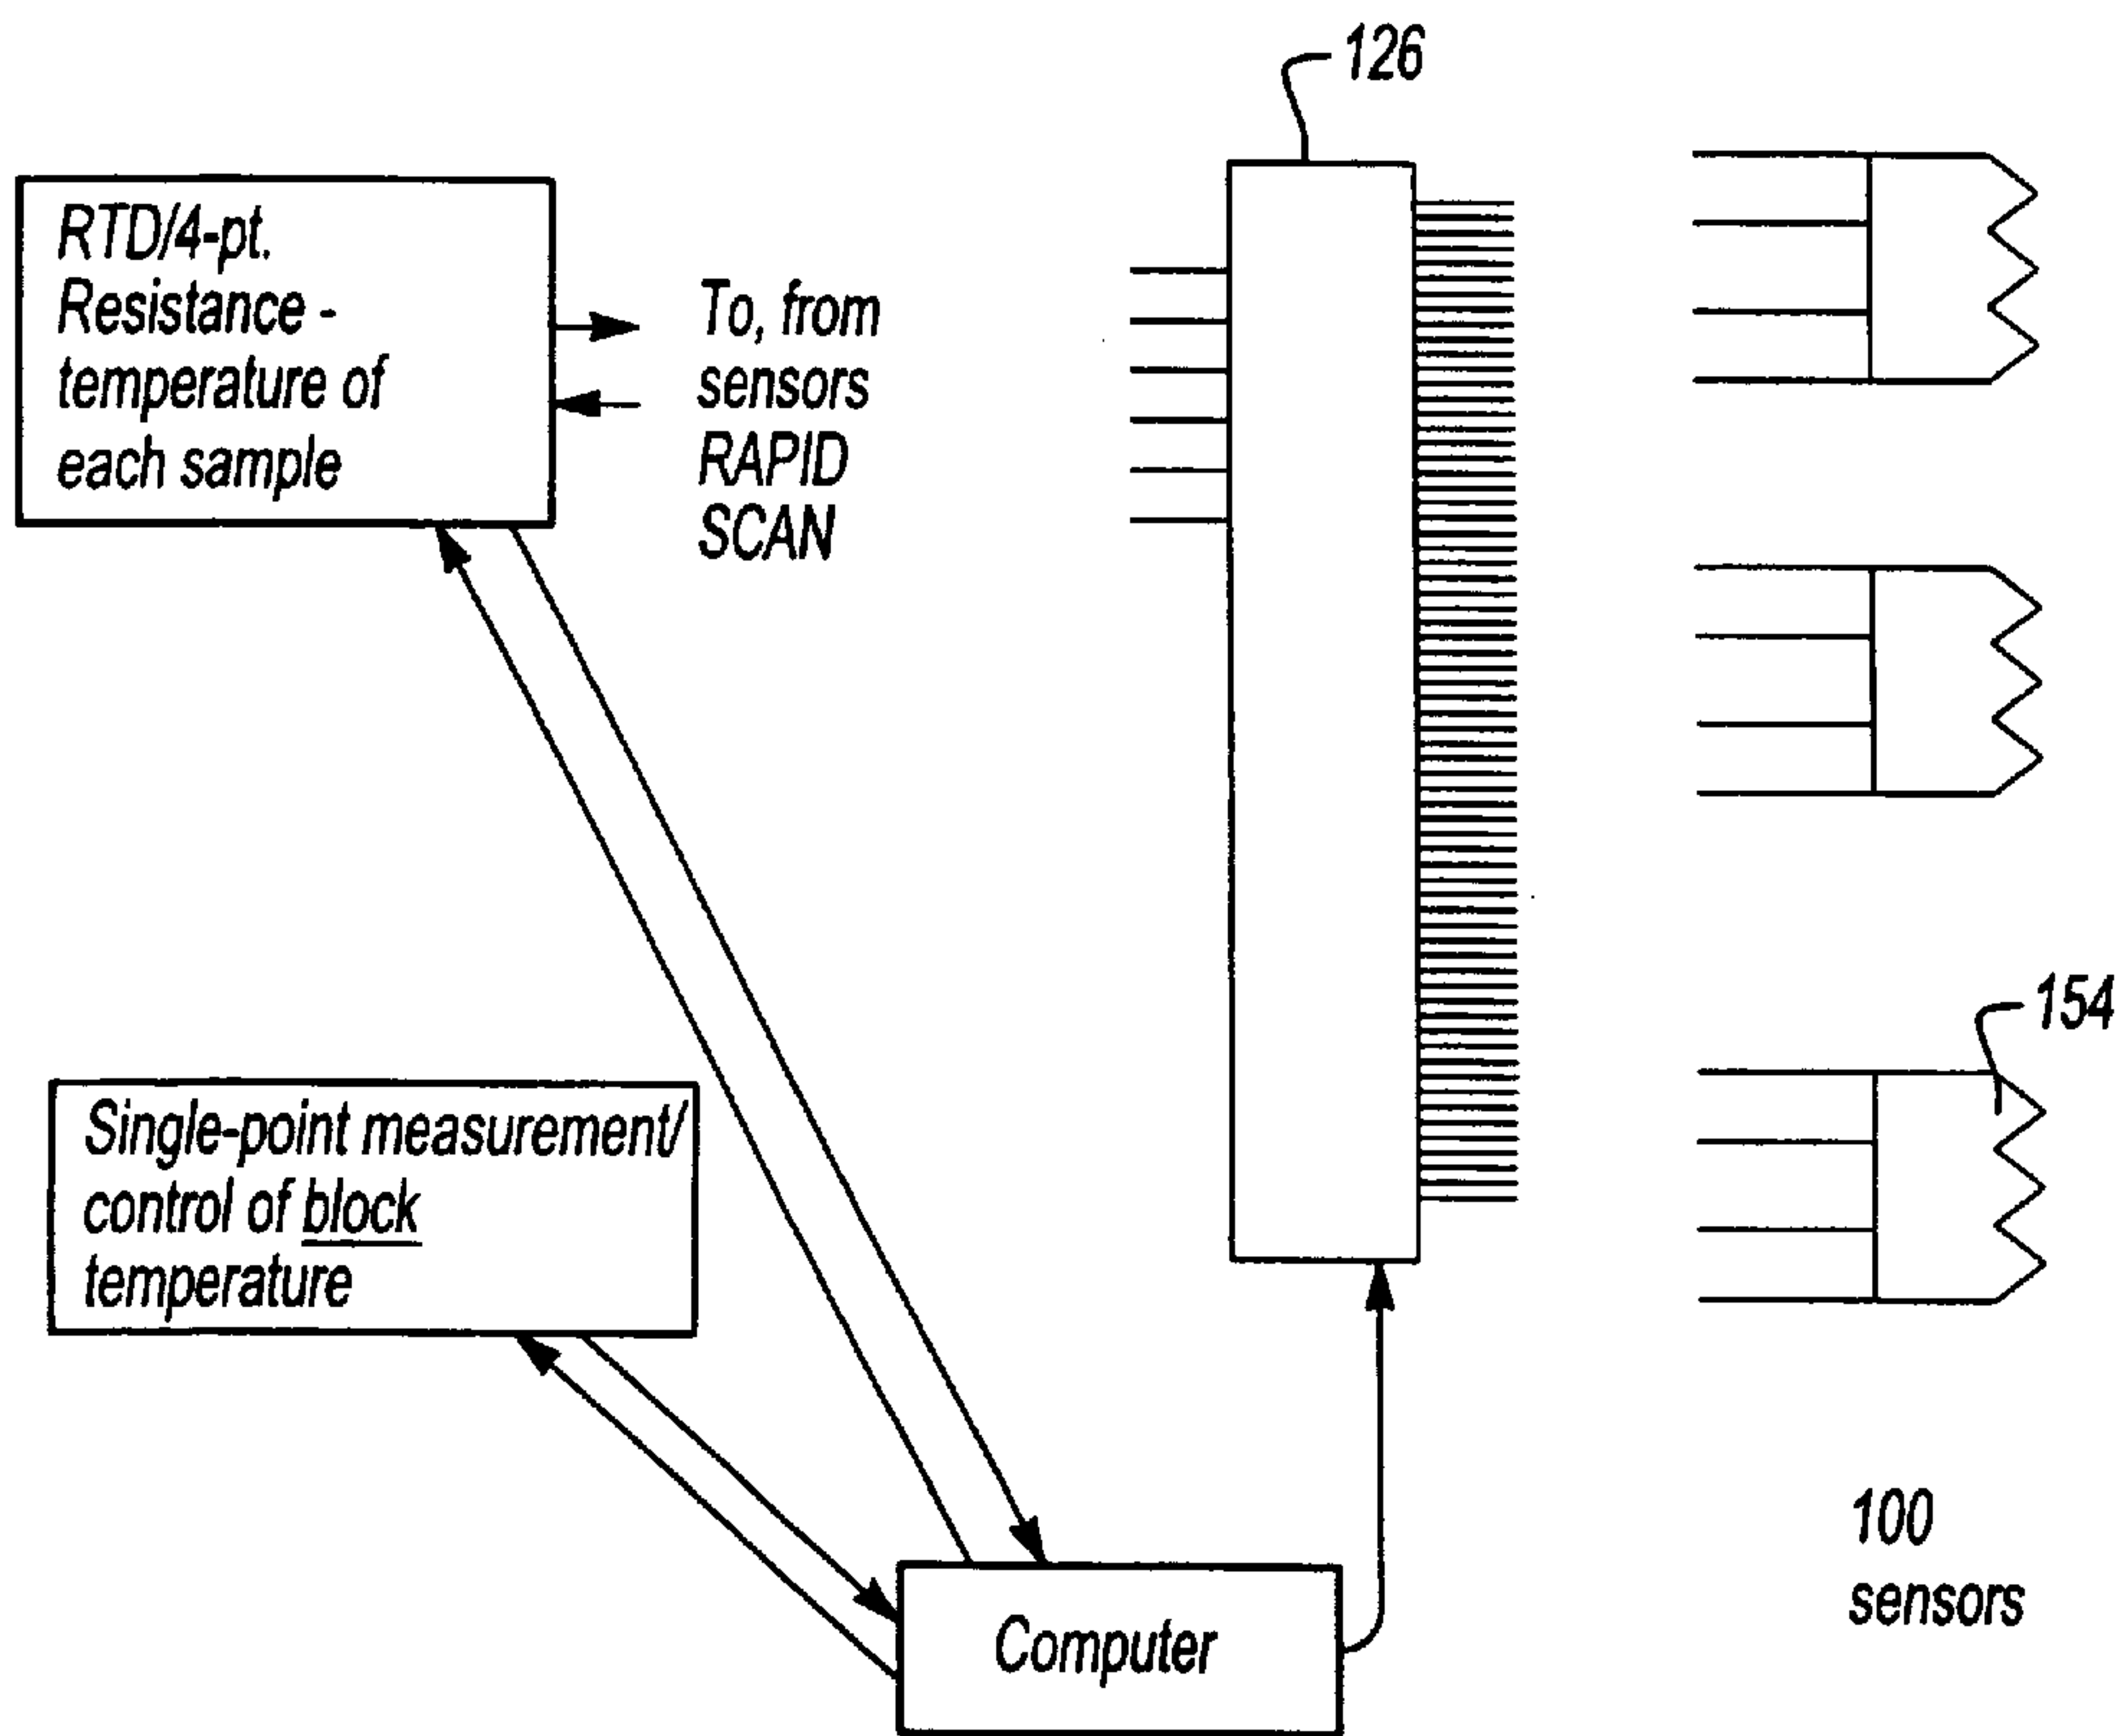 126
RTD/4-pt.
Resistance -
temperature of
each sample
To, from
sensors
RAPID
SCAN
154
Single-point measurement/
control of block
temperature
100
sensors
Computer